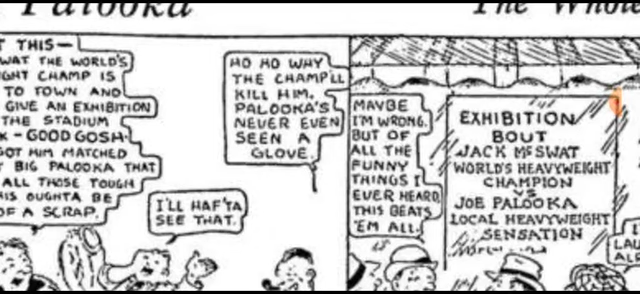 Palooka
The Whole
T THIS—
WAT THE WORLD'S
GHT CHAMP IS
TO TOWN AND
GIVE AN EXHIBITION
THE STADIUM
K - GOOD GOSH-
GOT HIM MATCHED
T BIG PALOOKA THAT
ALL THOSE TOUGH
HIS OUGHTA BE
OF A SCRAP.
I'LL HAF'TA
SEE THAT.
HO HO WHY
THE CHAMP'LL
KILL HIM.
PALOOKA'S
NEVER EVEN
SEEN A
GLOVE.
MAYBE
I'M WRONG.
BUT OF
ALL THE
FUNNY
THINGS I
EVER HEARD,
THIS BEATS
'EM ALL.
EXHIBITION
BOUT
JACK McSWAT
WORLD'S HEAVYWEIGHT
CHAMPION
VS
JOE PALOOKA
LOCAL HEAVYWEIGHT
SENSATION